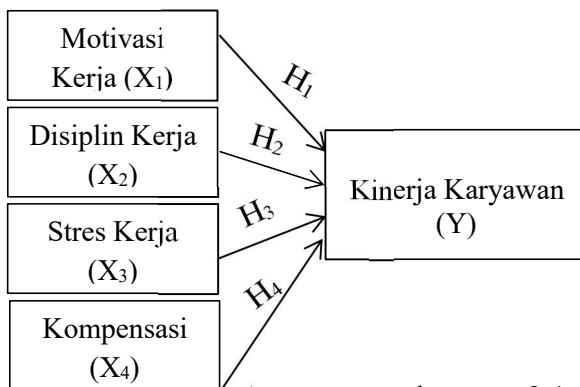 Motivasi
Kerja (X₁)
H₁
Disiplin Kerja
(X₂)
H₂
Kinerja Karyawan
(Y)
Stres Kerja
(X₃)
H₃
Kompensasi
(X₄)
H₄